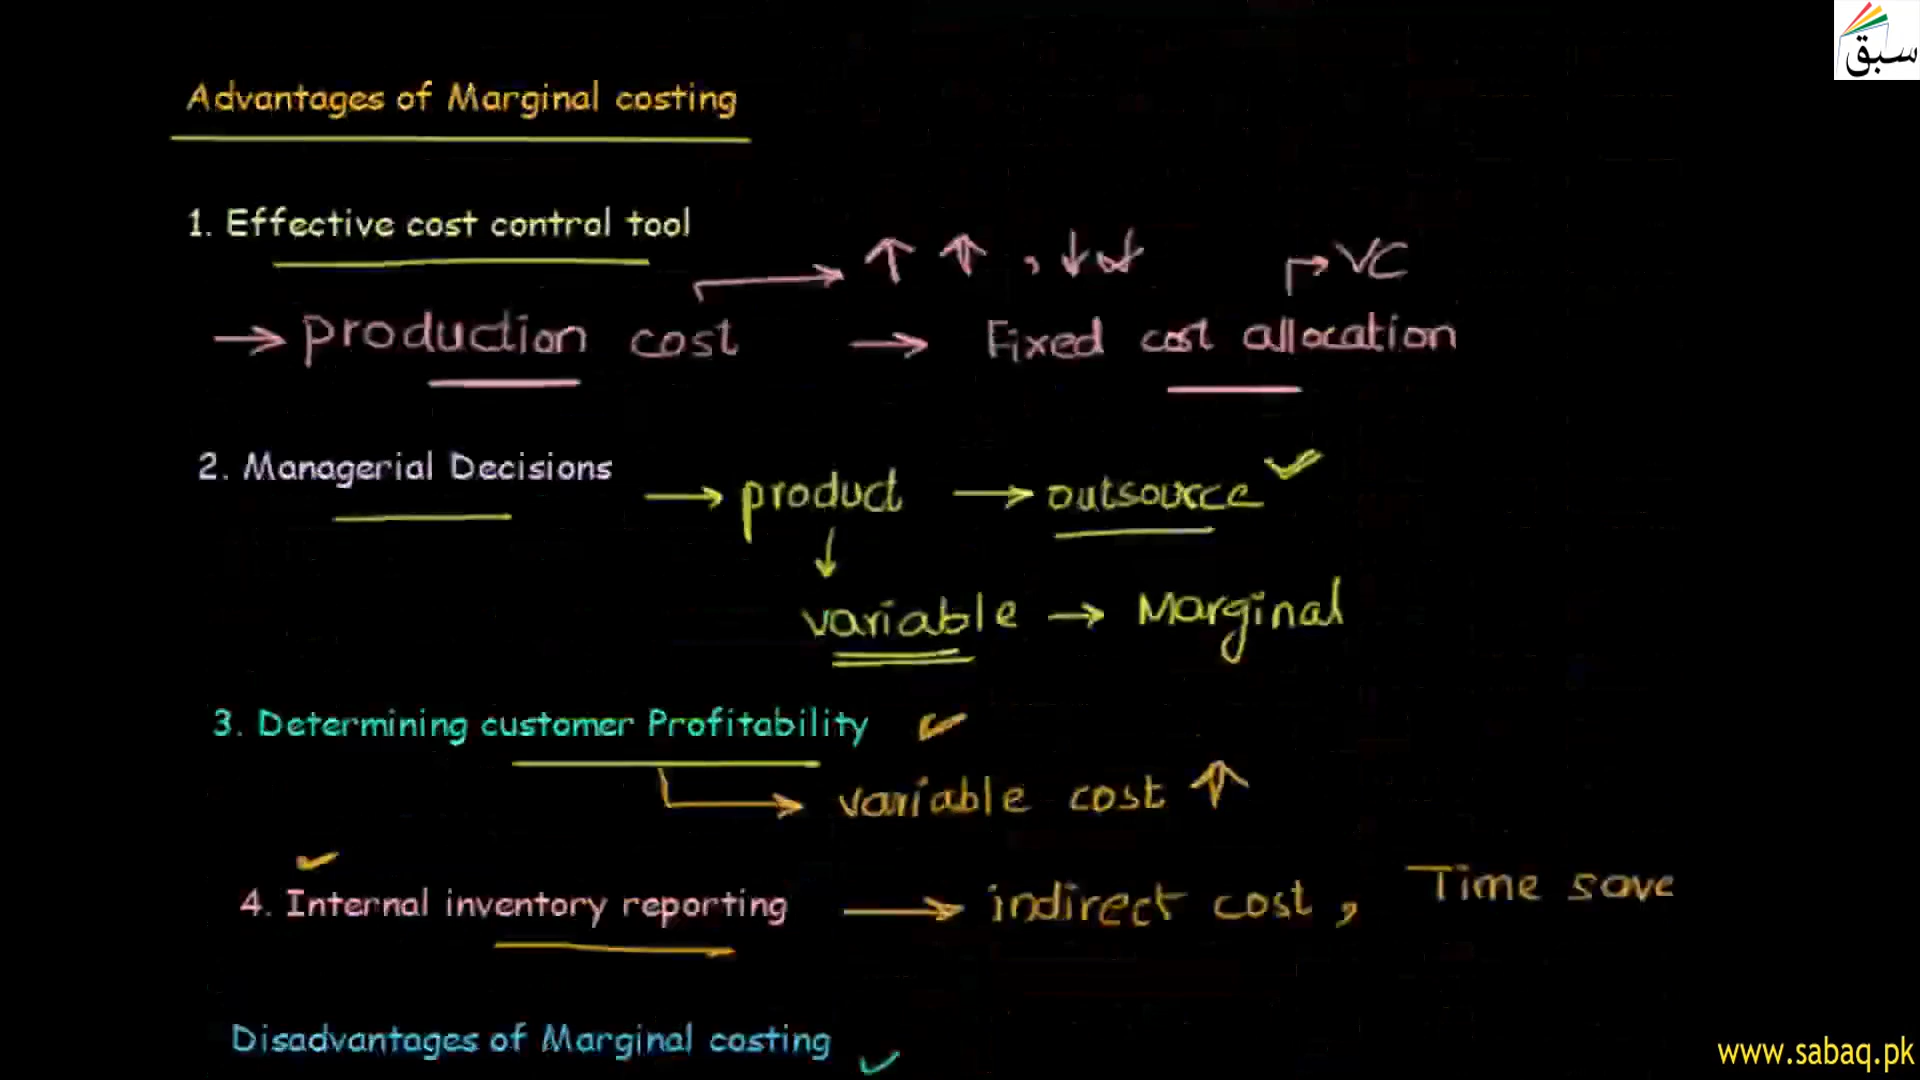 سبق
Advantages of Marginal costing
1. Effective cost control tool
↑ ↑ , ↓ ↓
→ VC
→ production cost → Fixed cost allocation
2. Managerial Decisions → product → outsource ✓
↓
variable → Marginal
3. Determining customer Profitability ✓
→ variable cost ↑
✓
4. Internal inventory reporting → indirect cost , Time save
Disadvantages of Marginal costing ✓
www.sabaq.pk